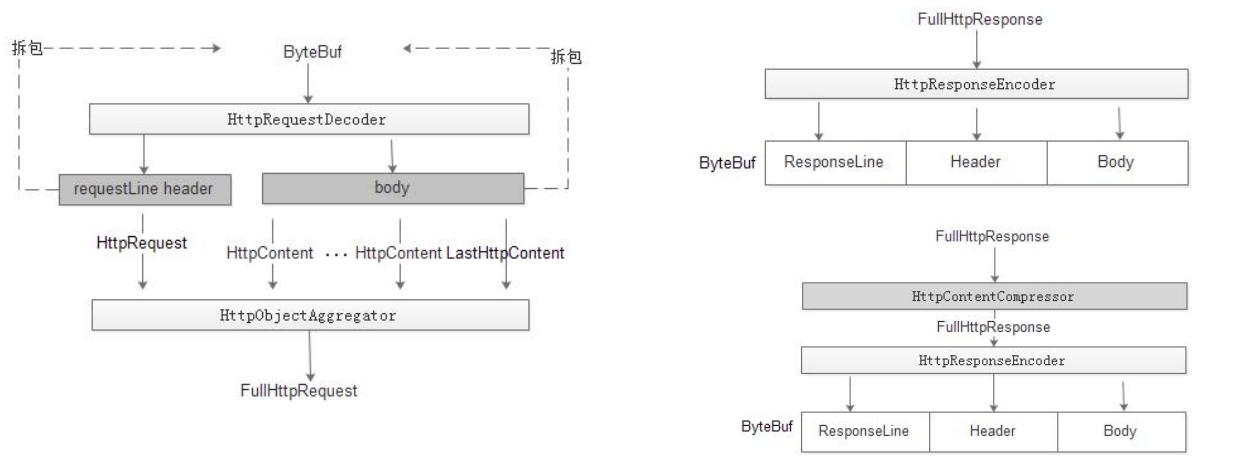 拆包
ByteBuf
拆包
HttpRequestDecoder
requestLine header
body
HttpRequest
HttpContent ... HttpContent LastHttpContent
HttpObjectAggregator
FullHttpRequest
FullHttpResponse
HttpResponseEncoder
ByteBuf
ResponseLine
Header
Body
FullHttpResponse
HttpContentCompressor
FullHttpResponse
HttpResponseEncoder
ByteBuf
ResponseLine
Header
Body